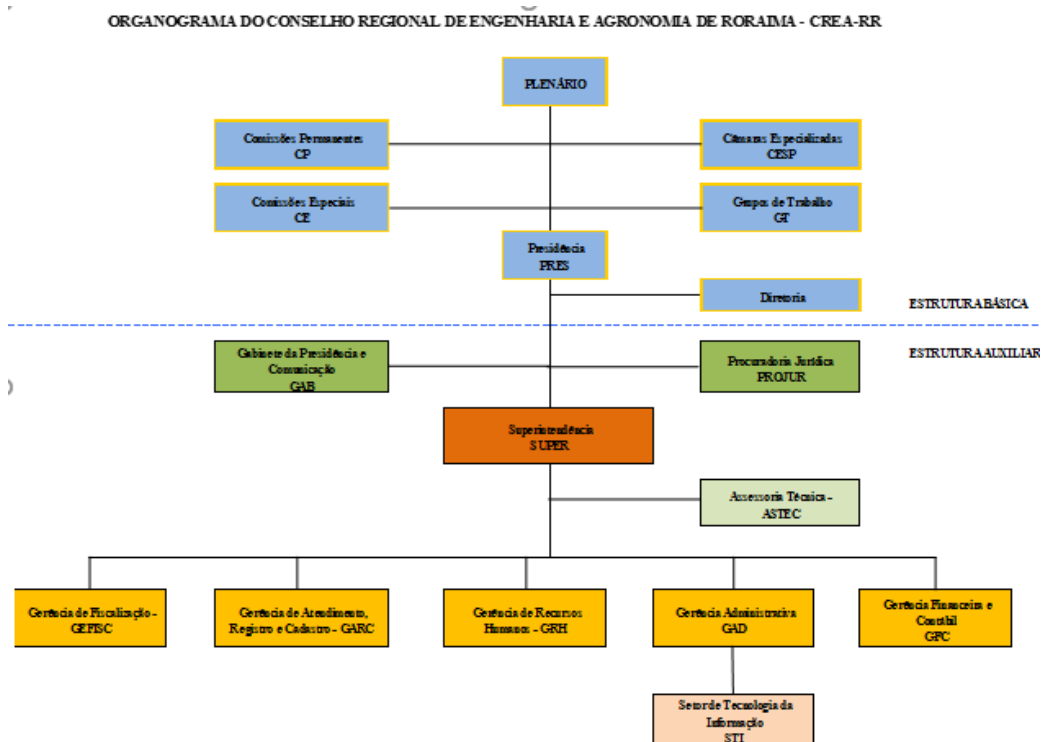 ORGANOGRAMA DO CONSELHO REGIONAL DE ENGENHARIA E AGRONOMIA DE RORAIMA - CREA-RR
PLENÁRIO
Comissões Permanentes
CP
Câmaras Especializadas
CESP
Comissões Especiais
CE
Grupos de Trabalho
GT
Presidência
PRES
Diretoria
ESTRUTURA BÁSICA
ESTRUTURA AUXILIAR
Gabinete da Presidência e
Comunicação
GAB
Procuradoria Jurídica
PROJUR
Superintendência
SUPER
Assessoria Técnica -
ASTEC
Gerência de Fiscalização -
GEFISC
Gerência de Atendimento,
Registro e Cadastro - GARC
Gerência de Recursos
Humanos - GRH
Gerência Administrativa
GAD
Gerência Financeira e
Contábil
GFC
Setor de Tecnologia da
Informação
STI